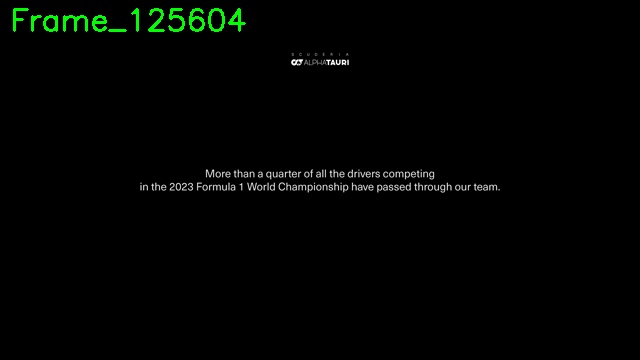 Frame_125604
SCUDERIA
ALPHATAURI
More than a quarter of all the drivers competing
in the 2023 Formula 1 World Championship have passed through our team.